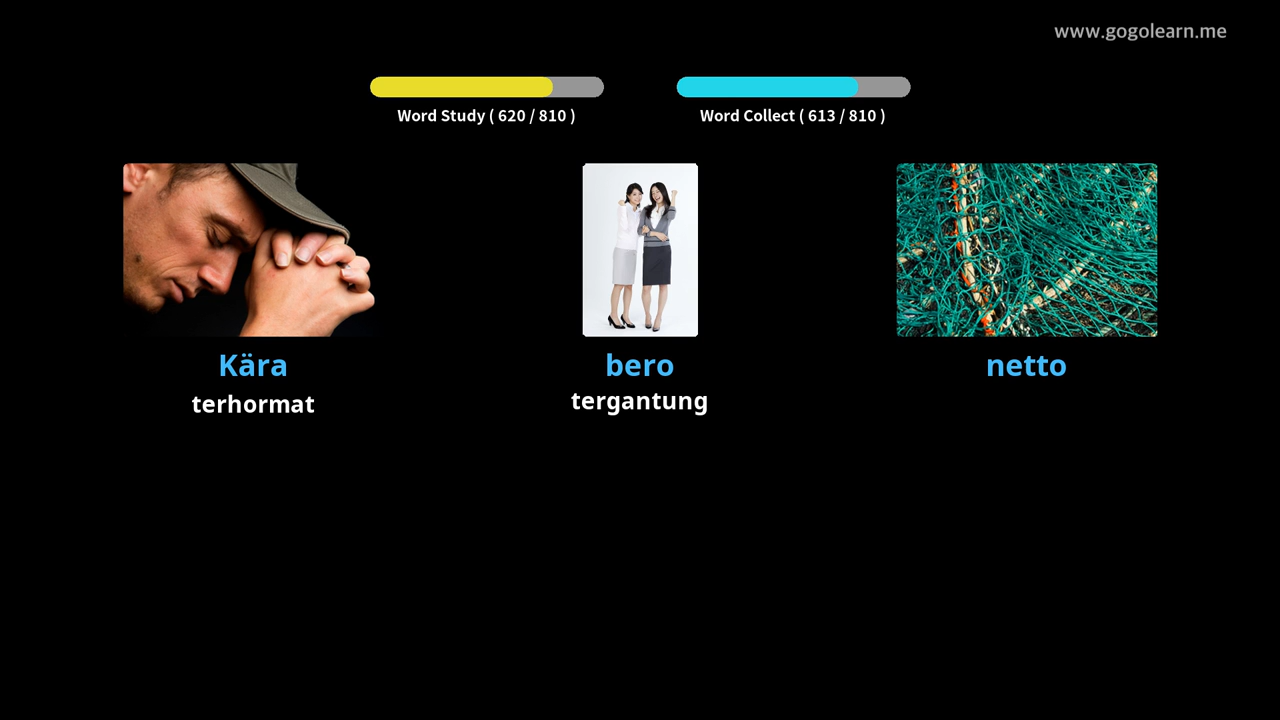 www.gogolearn.me
Word Study ( 620 / 810 )
Word Collect ( 613 / 810 )
Kära
bero
netto
terhormat
tergantung